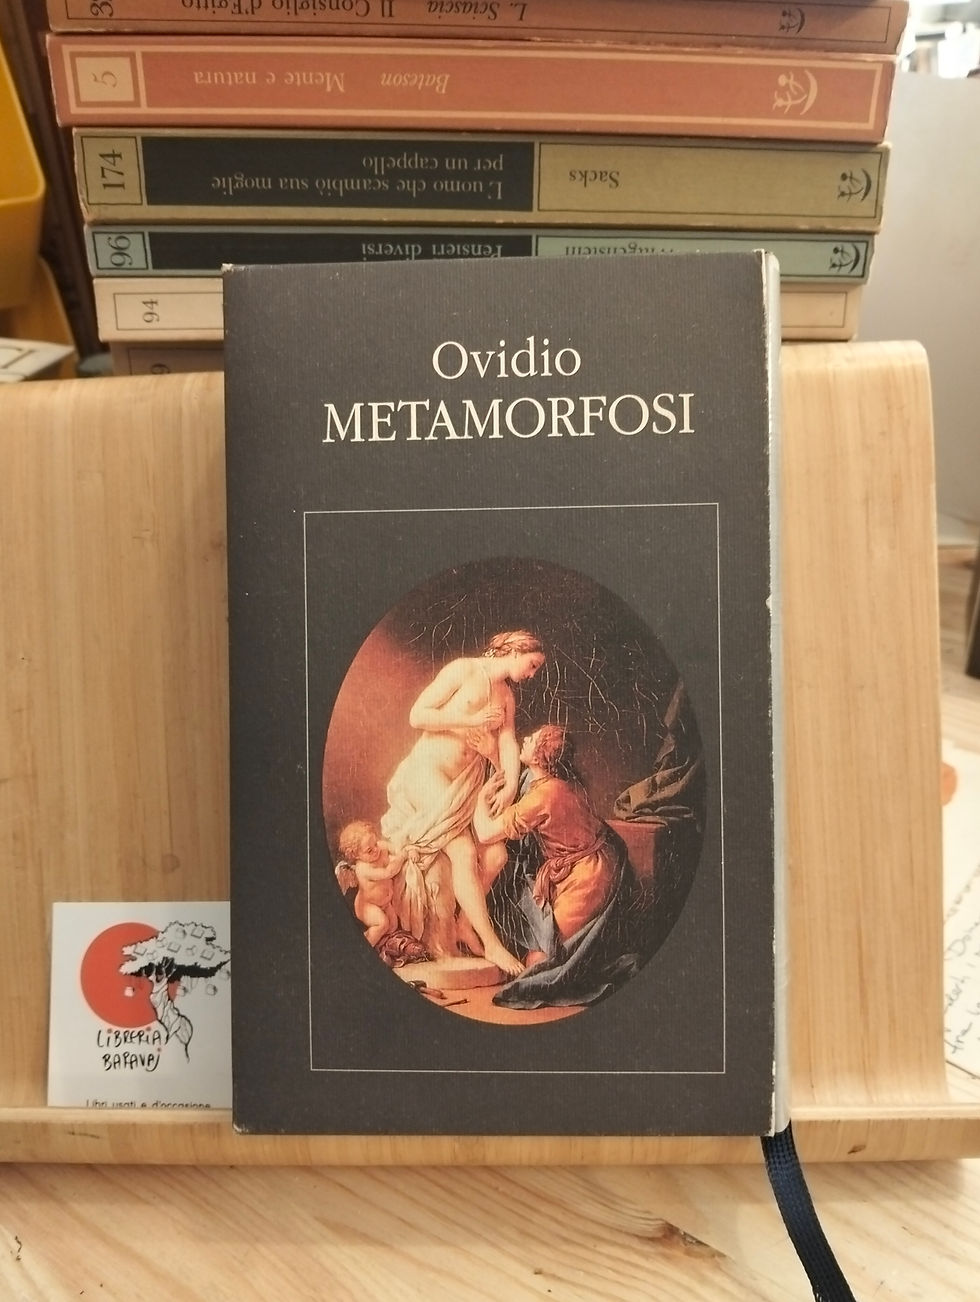 L. Sciascia Il Consiglio d'Egitto
5 Bateson Mente e natura
174 Sacks L'uomo che scambiò sua moglie
per un cappello
96 Pensieri diversi
94
Ovidio
METAMORFOSI
LiBRERiA
BARAVAJ
Libri usati e d'occasione